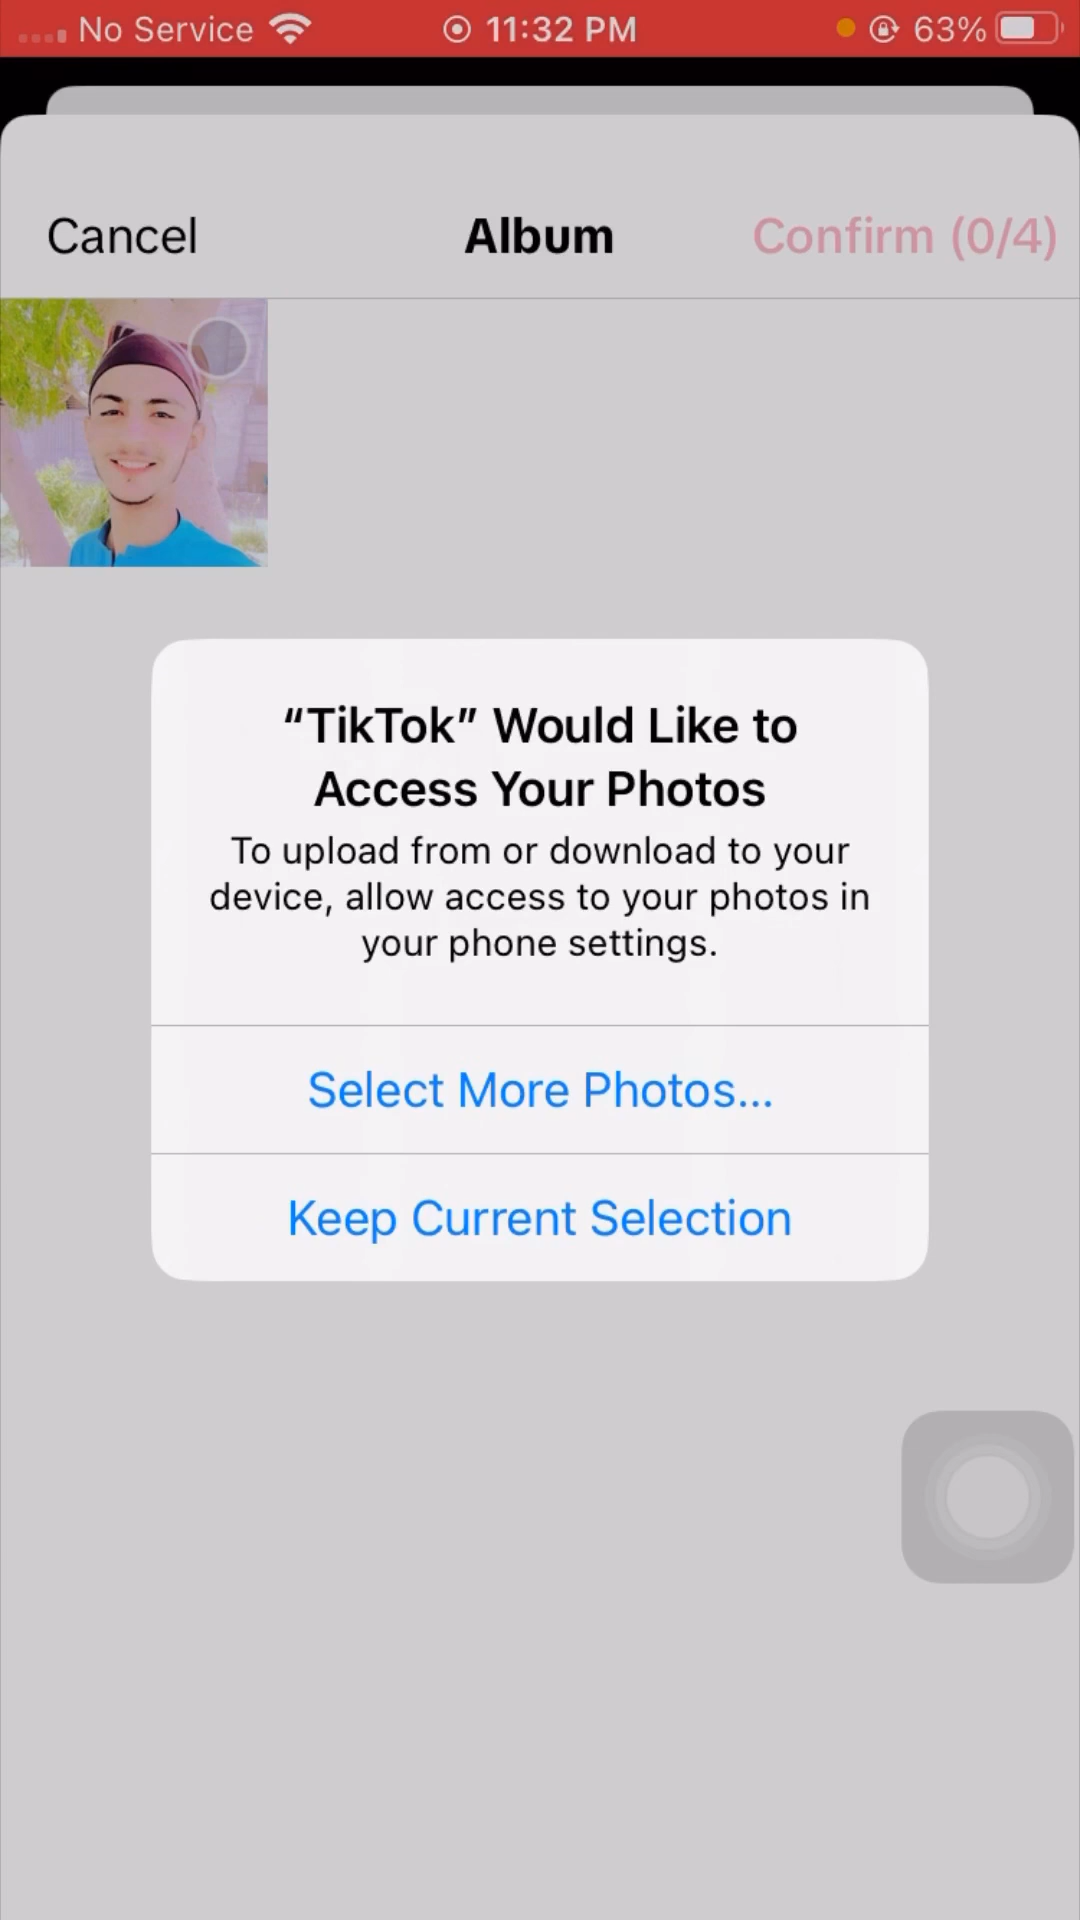 No Service 11:32 PM 63%
Cancel Album Confirm (0/4)
“TikTok” Would Like to
Access Your Photos
To upload from or download to your
device, allow access to your photos in
your phone settings.
Select More Photos...
Keep Current Selection